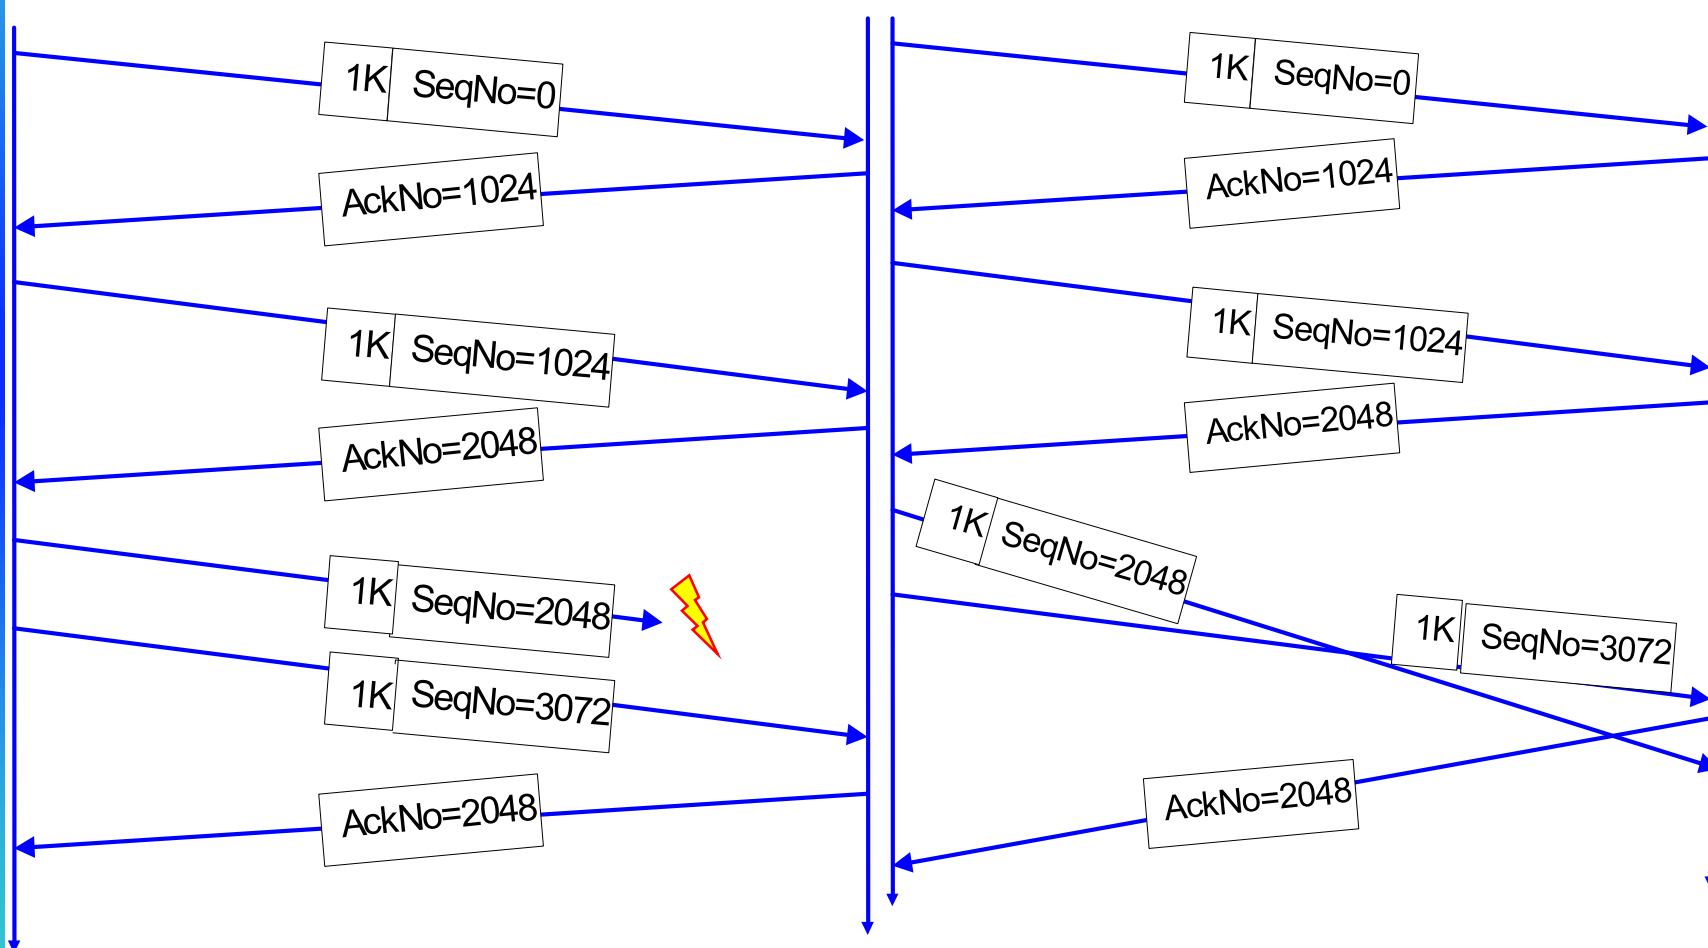 1K SeqNo=0
AckNo=1024
1K SeqNo=1024
AckNo=2048
1K SeqNo=2048
1K SeqNo=3072
AckNo=2048
1K SeqNo=0
AckNo=1024
1K SeqNo=1024
AckNo=2048
1K SeqNo=2048
1K SeqNo=3072
AckNo=2048